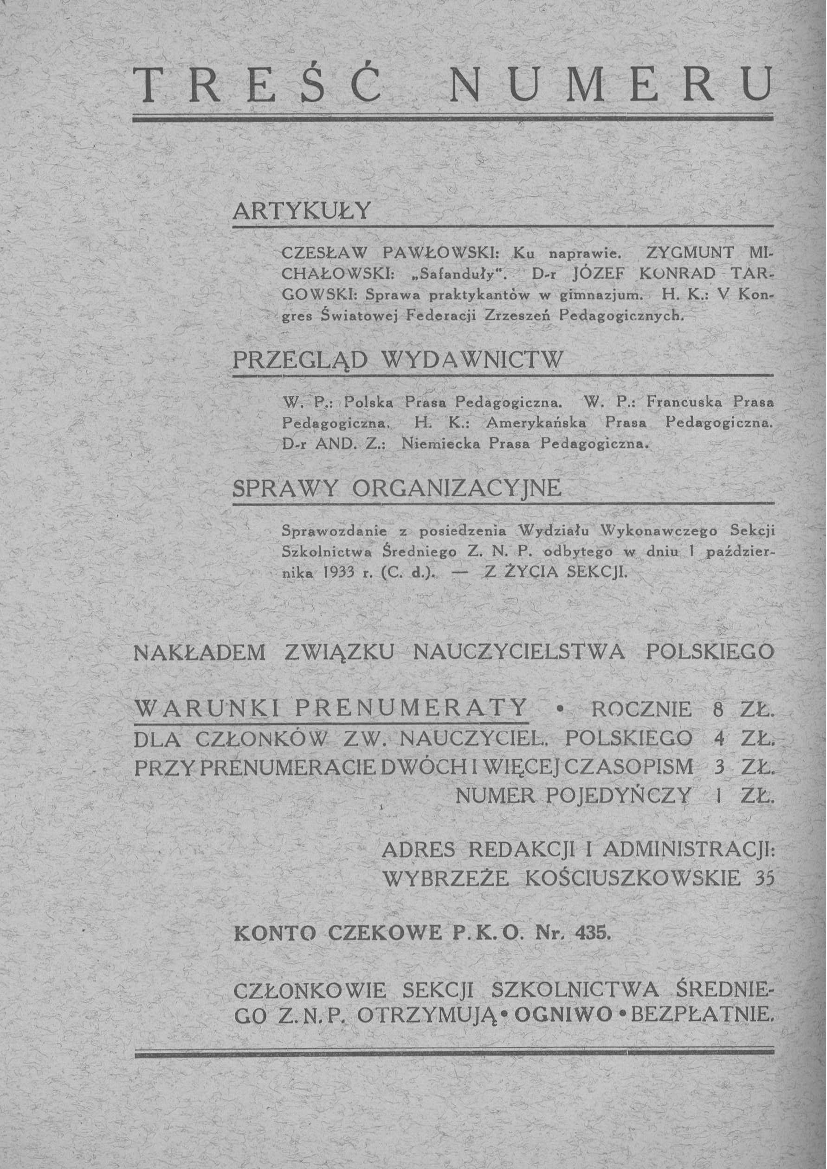 TREŚĆ NUMERU
ARTYKUŁY
CZESŁAW PAWŁOWSKI: Ku naprawie. ZYGMUNT MI-
CHAŁOWSKI: „Safanduły“. D-r JÓZEF KONRAD TAR-
GOWSKI: Sprawa praktykantów w gimnazjum. H. K.: V Kon-
gres Światowej Federacji Zrzeszeń Pedagogicznych.
PRZEGLĄD WYDAWNICTW
W. P.: Polska Prasa Pedagogiczna. W. P.: Francuska Prasa
Pedagogiczna. H. K.: Amerykańska Prasa Pedagogiczna.
D-r AND. Z.: Niemiecka Prasa Pedagogiczna.
SPRAWY ORGANIZACYJNE
Sprawozdanie z posiedzenia Wydziału Wykonawczego Sekcji
Szkolnictwa Średniego Z. N. P. odbytego w dniu 1 paździer-
nika 1933 r. (C. d.). — Z ŻYCIA SEKCJI.
NAKŁADEM ZWIĄZKU NAUCZYCIELSTWA POLSKIEGO
WARUNKI PRENUMERATY • ROCZNIE 8 ZŁ.
DLA CZŁONKÓW ZW. NAUCZYCIEL. POLSKIEGO 4 ZŁ.
PRZY PRENUMERACIE DWÓCH I WIĘCEJ CZASOPISM 3 ZŁ.
NUMER POJEDYŃCZY 1 ZŁ.
ADRES REDAKCJI I ADMINISTRACJI:
WYBRZEŻE KOŚCIUSZKOWSKIE 35
KONTO CZEKOWE P. K. O. Nr. 435.
CZŁONKOWIE SEKCJI SZKOLNICTWA ŚREDNIE-
GO Z. N. P. OTRZYMUJĄ • OGNIWO • BEZPŁATNIE.